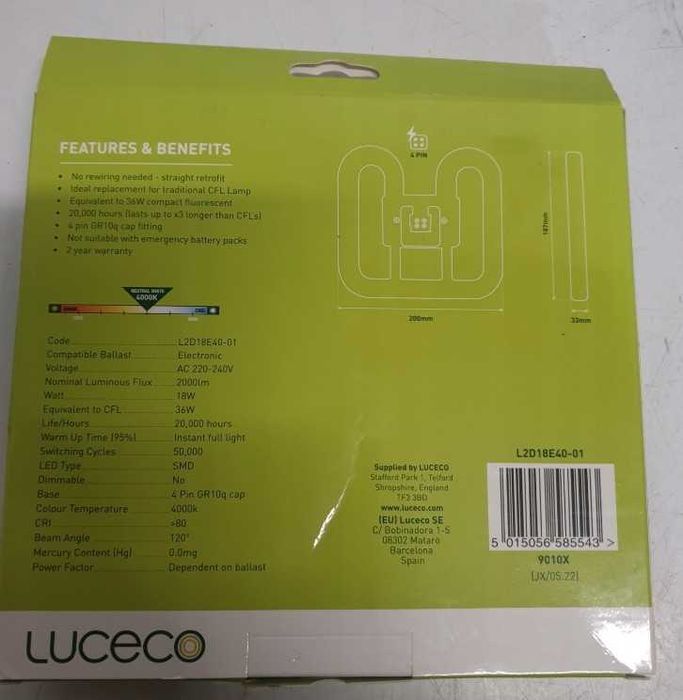 FEATURES & BENEFITS
• No rewiring needed - straight retrofit
• Ideal replacement for traditional CFL Lamp
• Equivalent to 36W compact fluorescent
• 20,000 hours (lasts up to x3 longer than CFL's)
• 4 pin GR10q cap fitting
• Not suitable with emergency battery packs
• 2 year warranty
4 PIN
187mm
200mm
33mm
NEUTRAL WHITE
4000K
Code L2D18E40-01
Compatible Ballast Electronic
Voltage AC 220-240V
Nominal Luminous Flux 2000lm
Watt 18W
Equivalent to CFL 36W
Life/Hours 20,000 hours
Warm Up Time (95%) Instant full light
Switching Cycles 50,000
LED Type SMD
Dimmable No
Base 4 Pin GR10q cap
Colour Temperature 4000k
CRI >80
Beam Angle 120°
Mercury Content (Hg) 0.0mg
Power Factor Dependent on ballast
Supplied by LUCECO
Stafford Park 1, Telford
Shropshire, England
TF3 3BD
www.luceco.com
(EU) Luceco SE
C/ Bobinadora 1-5
08302 Mataró
Barcelona
Spain
L2D18E40-01
5 015056 585543 >
9010X
(JX/05.22)
LUCECO